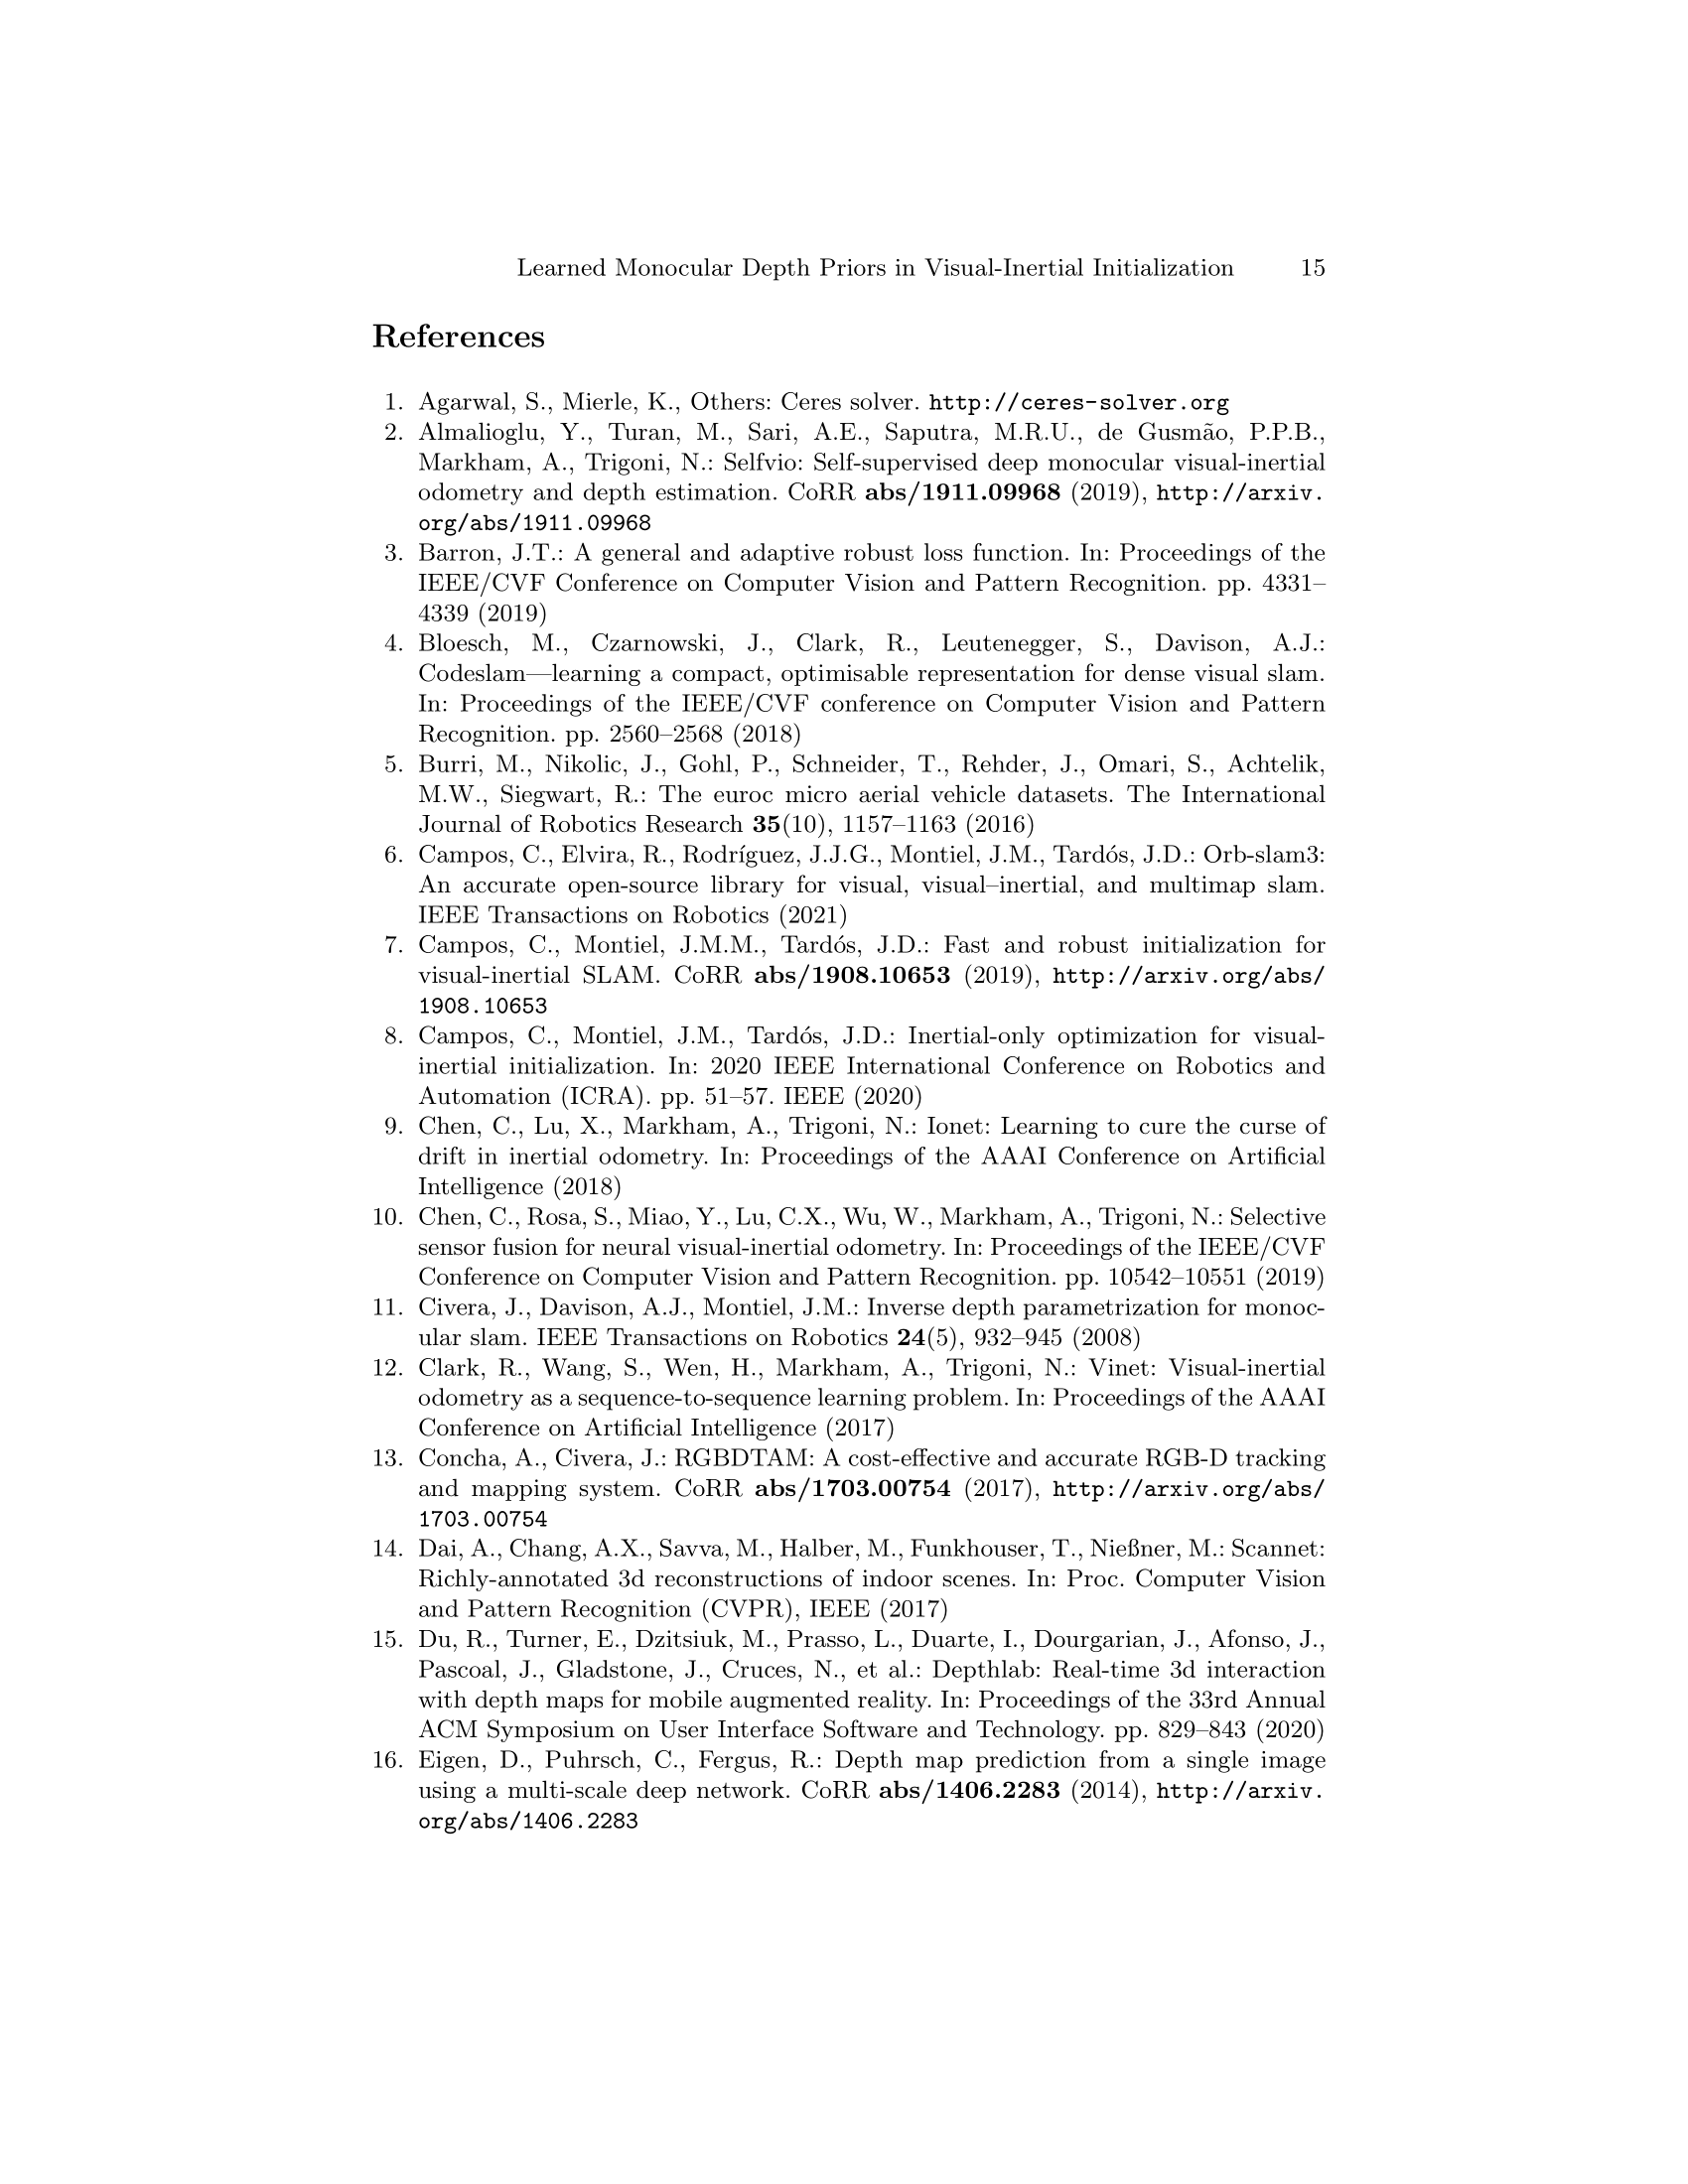 Learned Monocular Depth Priors in Visual-Inertial Initialization 15
References
1. Agarwal, S., Mierle, K., Others: Ceres solver. http://ceres-solver.org
2. Almalioglu, Y., Turan, M., Sari, A.E., Saputra, M.R.U., de Gusmão, P.P.B.,
Markham, A., Trigoni, N.: Selfvio: Self-supervised deep monocular visual-inertial
odometry and depth estimation. CoRR abs/1911.09968 (2019), http://arxiv.
org/abs/1911.09968
3. Barron, J.T.: A general and adaptive robust loss function. In: Proceedings of the
IEEE/CVF Conference on Computer Vision and Pattern Recognition. pp. 4331–
4339 (2019)
4. Bloesch, M., Czarnowski, J., Clark, R., Leutenegger, S., Davison, A.J.:
Codeslam—learning a compact, optimisable representation for dense visual slam.
In: Proceedings of the IEEE/CVF conference on Computer Vision and Pattern
Recognition. pp. 2560–2568 (2018)
5. Burri, M., Nikolic, J., Gohl, P., Schneider, T., Rehder, J., Omari, S., Achtelik,
M.W., Siegwart, R.: The euroc micro aerial vehicle datasets. The International
Journal of Robotics Research 35(10), 1157–1163 (2016)
6. Campos, C., Elvira, R., Rodríguez, J.J.G., Montiel, J.M., Tardós, J.D.: Orb-slam3:
An accurate open-source library for visual, visual–inertial, and multimap slam.
IEEE Transactions on Robotics (2021)
7. Campos, C., Montiel, J.M.M., Tardós, J.D.: Fast and robust initialization for
visual-inertial SLAM. CoRR abs/1908.10653 (2019), http://arxiv.org/abs/
1908.10653
8. Campos, C., Montiel, J.M., Tardós, J.D.: Inertial-only optimization for visual-
inertial initialization. In: 2020 IEEE International Conference on Robotics and
Automation (ICRA). pp. 51–57. IEEE (2020)
9. Chen, C., Lu, X., Markham, A., Trigoni, N.: Ionet: Learning to cure the curse of
drift in inertial odometry. In: Proceedings of the AAAI Conference on Artificial
Intelligence (2018)
10. Chen, C., Rosa, S., Miao, Y., Lu, C.X., Wu, W., Markham, A., Trigoni, N.: Selective
sensor fusion for neural visual-inertial odometry. In: Proceedings of the IEEE/CVF
Conference on Computer Vision and Pattern Recognition. pp. 10542–10551 (2019)
11. Civera, J., Davison, A.J., Montiel, J.M.: Inverse depth parametrization for monoc-
ular slam. IEEE Transactions on Robotics 24(5), 932–945 (2008)
12. Clark, R., Wang, S., Wen, H., Markham, A., Trigoni, N.: Vinet: Visual-inertial
odometry as a sequence-to-sequence learning problem. In: Proceedings of the AAAI
Conference on Artificial Intelligence (2017)
13. Concha, A., Civera, J.: RGBDTAM: A cost-effective and accurate RGB-D tracking
and mapping system. CoRR abs/1703.00754 (2017), http://arxiv.org/abs/
1703.00754
14. Dai, A., Chang, A.X., Savva, M., Halber, M., Funkhouser, T., Nießner, M.: Scannet:
Richly-annotated 3d reconstructions of indoor scenes. In: Proc. Computer Vision
and Pattern Recognition (CVPR), IEEE (2017)
15. Du, R., Turner, E., Dzitsiuk, M., Prasso, L., Duarte, I., Dourgarian, J., Afonso, J.,
Pascoal, J., Gladstone, J., Cruces, N., et al.: Depthlab: Real-time 3d interaction
with depth maps for mobile augmented reality. In: Proceedings of the 33rd Annual
ACM Symposium on User Interface Software and Technology. pp. 829–843 (2020)
16. Eigen, D., Puhrsch, C., Fergus, R.: Depth map prediction from a single image
using a multi-scale deep network. CoRR abs/1406.2283 (2014), http://arxiv.
org/abs/1406.2283